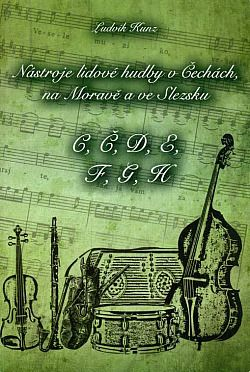 Ludvík Kunz
Nástroje lidové hudby v Čechách,
na Moravě a ve Slezsku
C, Č, D, E,
F, G, H